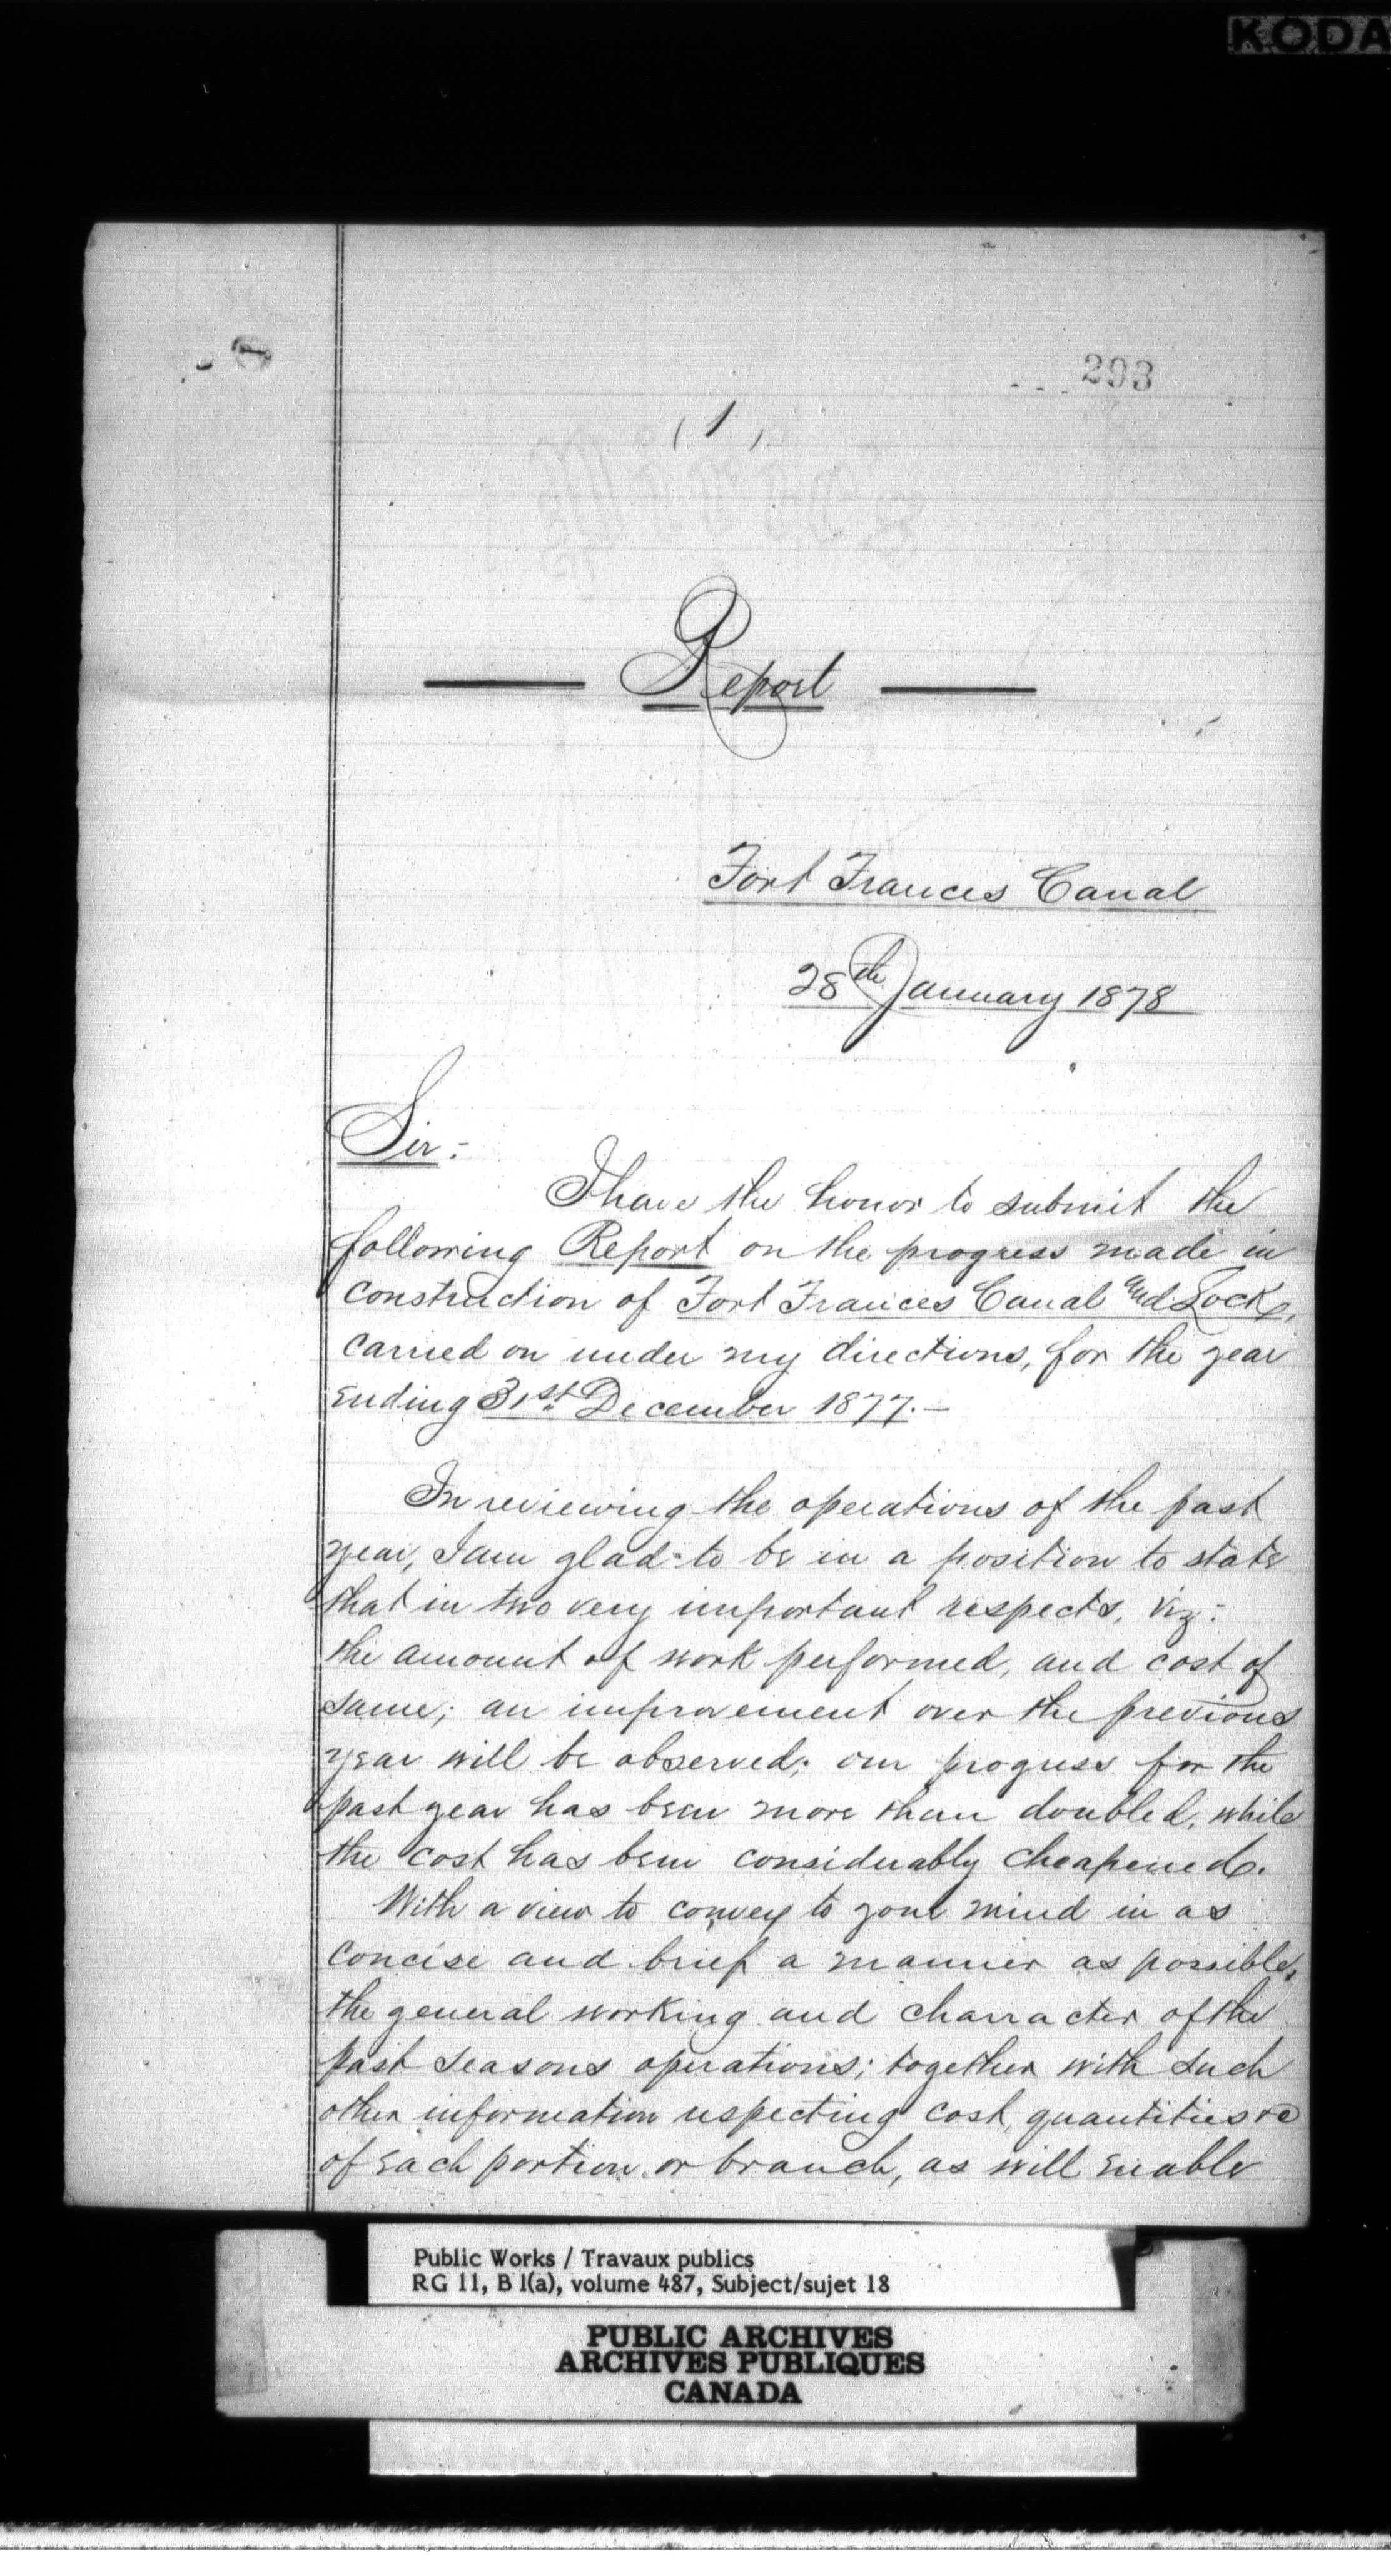 KODA
293
(1)
Report
Fort Frances Canal
28th January 1878
Sir:-
I have the honor to submit the
following Report on the progress made in
construction of Fort Frances Canal and Lock,
carried on under my directions, for the year
Ending 31st. December 1877.—
In reviewing the operations of the past
year, I am glad to be in a position to state
that in two very important respects, viz:
the amount of work performed, and cost of
same; an improvement over the previous
year will be observed; our progress for the
past year has been more than doubled, while
the cost has been considerably cheapened.
With a view to convey to your mind in as
concise and brief a manner as possible,
the general working and charracter of the
past seasons operations; together with such
other information respecting cost, quantities &c
of Each portion or branch, as will Enable
Public Works / Travaux publics
RG 11, B 1(a), volume 487, Subject/sujet 18
PUBLIC ARCHIVES
ARCHIVES PUBLIQUES
CANADA